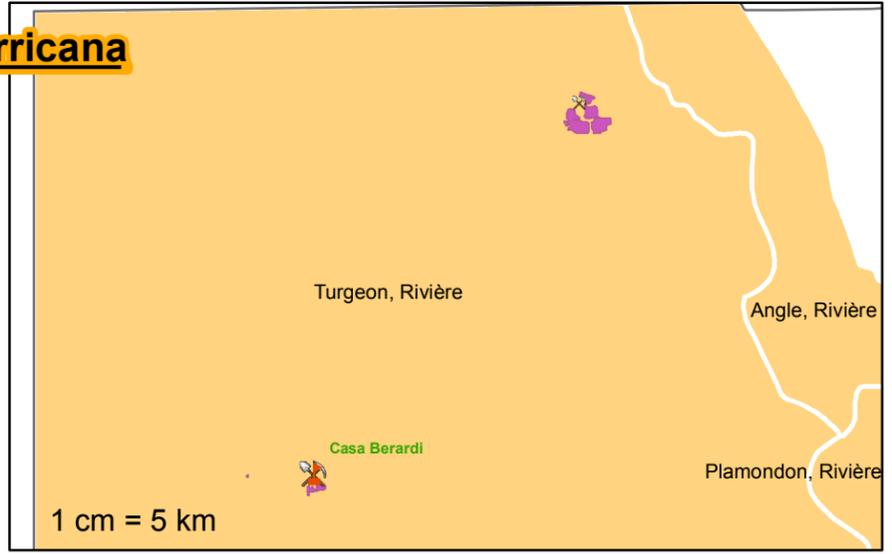 rricana
Turgeon, Rivière
Angle, Rivière
Casa Berardi
Plamondon, Rivière
1 cm = 5 km